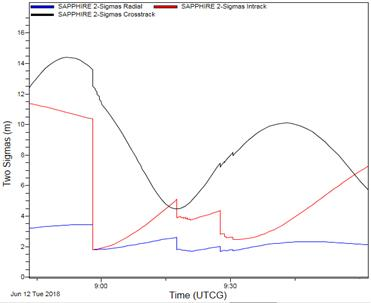 SAPPHIRE 2-Sigmas Radial SAPPHIRE 2-Sigmas Intrack
SAPPHIRE 2-Sigmas Crosstrack
16
14
12
10
8
6
4
2
0
Two Sigmas (m)
9:00 9:30
Jun 12 Tue 2018 Time (UTCG)